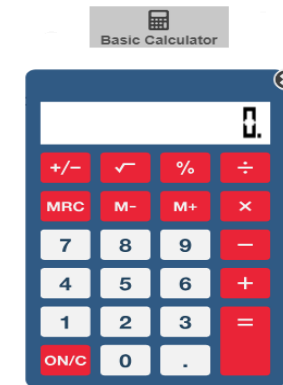 Basic Calculator
0.
+/− √ % ÷
MRC M- M+ ×
7 8 9 −
4 5 6 +
1 2 3 =
ON/C 0 .